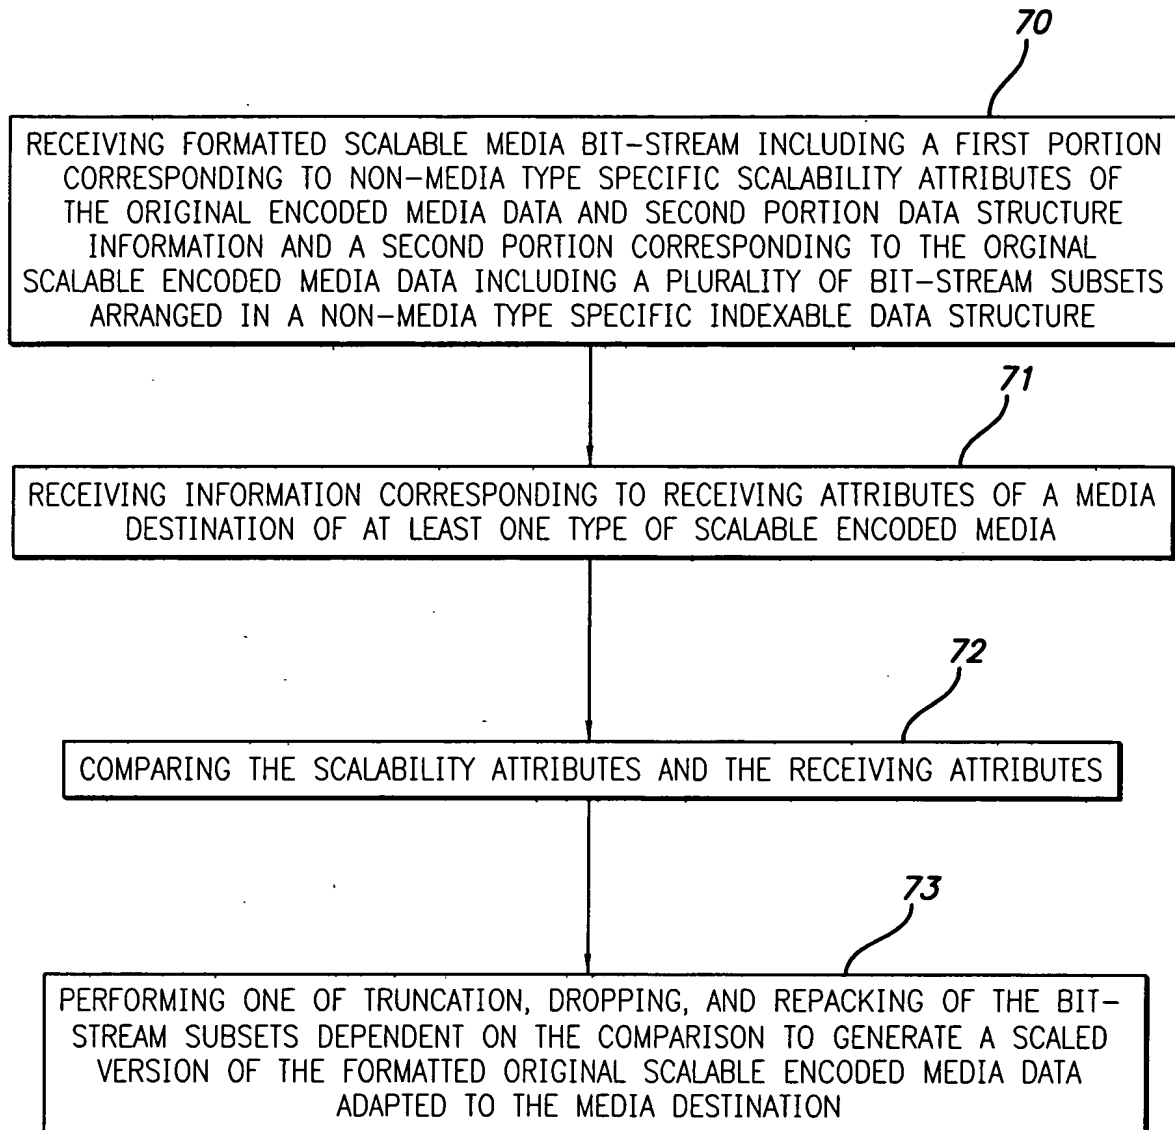 70
RECEIVING FORMATTED SCALABLE MEDIA BIT-STREAM INCLUDING A FIRST PORTION
CORRESPONDING TO NON-MEDIA TYPE SPECIFIC SCALABILITY ATTRIBUTES OF
THE ORIGINAL ENCODED MEDIA DATA AND SECOND PORTION DATA STRUCTURE
INFORMATION AND A SECOND PORTION CORRESPONDING TO THE ORGINAL
SCALABLE ENCODED MEDIA DATA INCLUDING A PLURALITY OF BIT-STREAM SUBSETS
ARRANGED IN A NON-MEDIA TYPE SPECIFIC INDEXABLE DATA STRUCTURE
71
RECEIVING INFORMATION CORRESPONDING TO RECEIVING ATTRIBUTES OF A MEDIA
DESTINATION OF AT LEAST ONE TYPE OF SCALABLE ENCODED MEDIA
72
COMPARING THE SCALABILITY ATTRIBUTES AND THE RECEIVING ATTRIBUTES
73
PERFORMING ONE OF TRUNCATION, DROPPING, AND REPACKING OF THE BIT-
STREAM SUBSETS DEPENDENT ON THE COMPARISON TO GENERATE A SCALED
VERSION OF THE FORMATTED ORIGINAL SCALABLE ENCODED MEDIA DATA
ADAPTED TO THE MEDIA DESTINATION